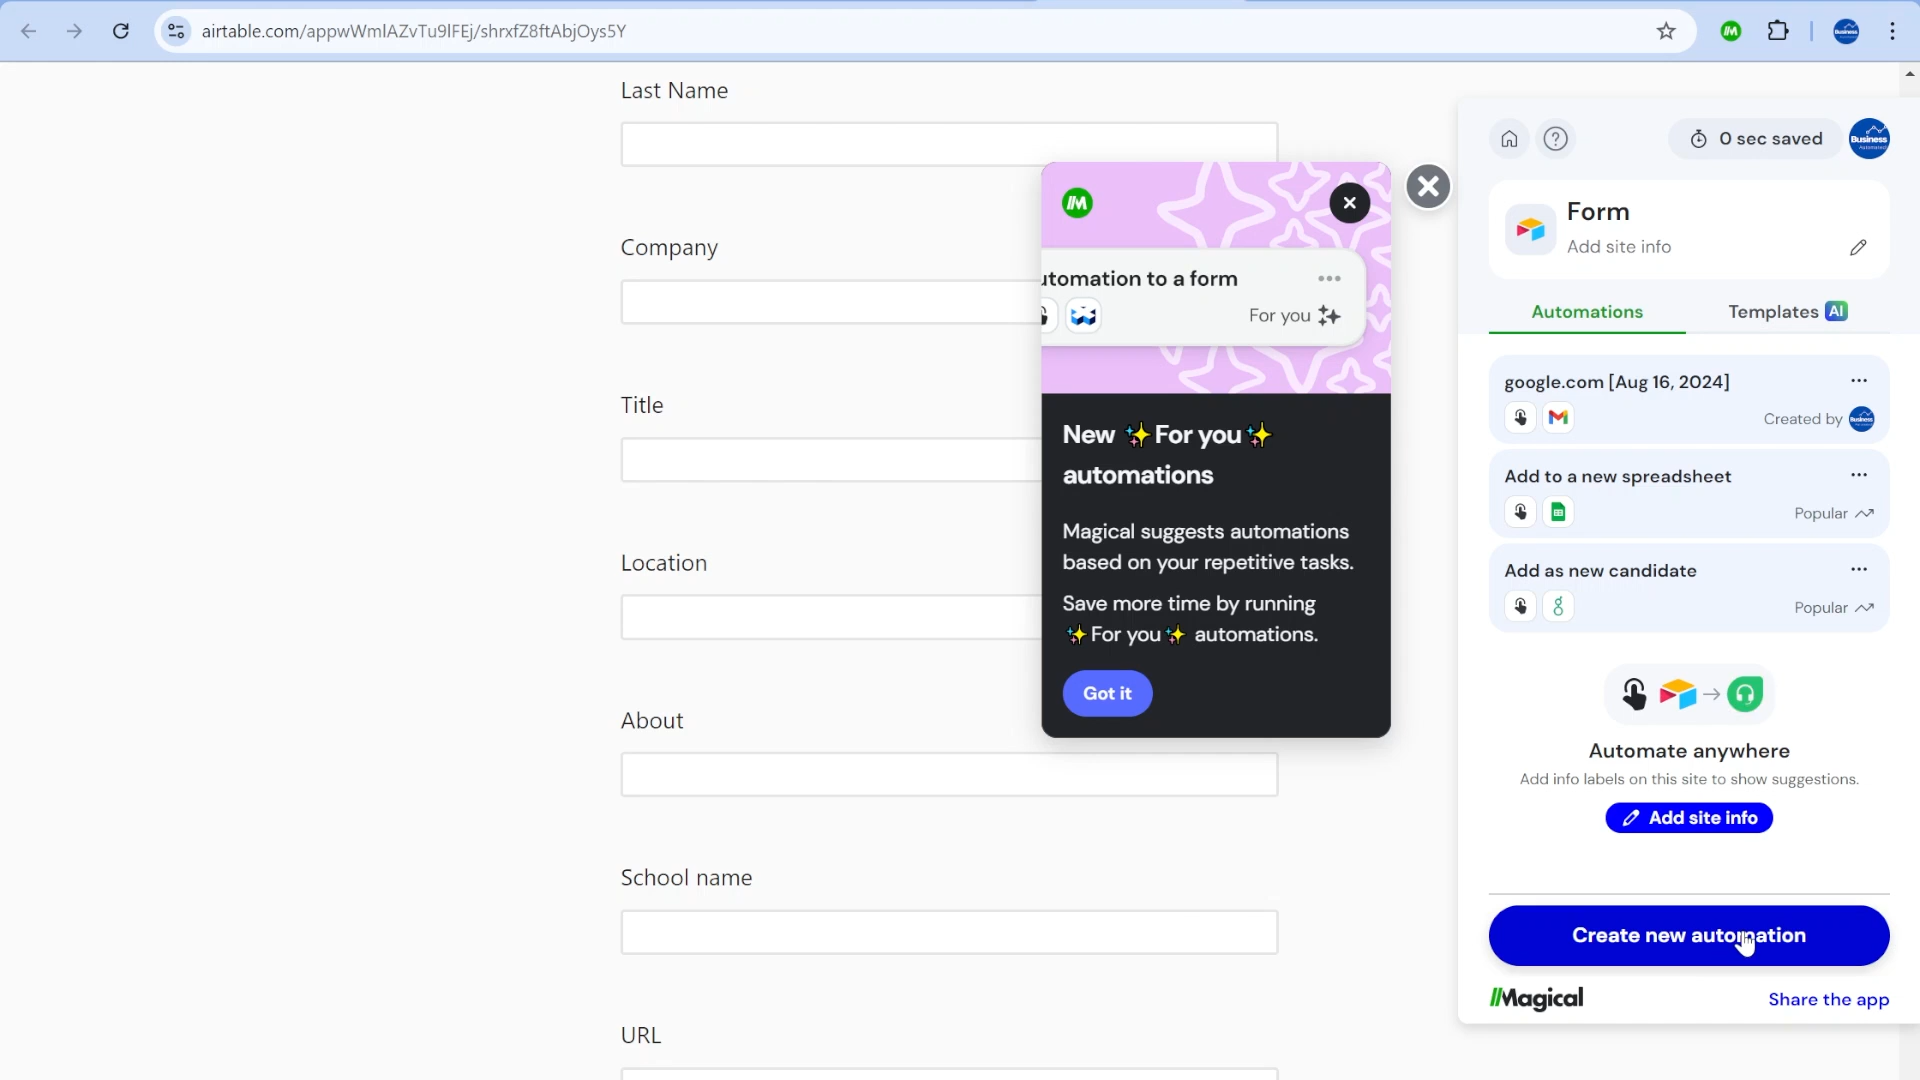 airtable.com/appwWmlAZvTu9lFEj/shrxfZ8ftAbjOys5Y
Business
Last Name
Company
Title
Location
About
School name
URL
utomation to a form
For you
New ✨For you✨
automations
Magical suggests automations
based on your repetitive tasks.
Save more time by running
✨For you✨ automations.
Got it
0 sec saved
Business
Automated
Form
Add site info
Automations
Templates AI
google.com [Aug 16, 2024]
Created by
Add to a new spreadsheet
Popular
Add as new candidate
Popular
Automate anywhere
Add info labels on this site to show suggestions.
Add site info
Create new automation
Magical
Share the app